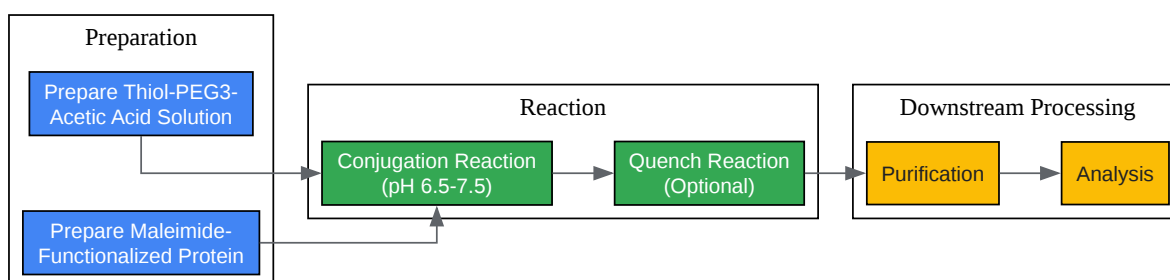 Preparation
Prepare Thiol-PEG3-
Acetic Acid Solution
Prepare Maleimide-
Functionalized Protein
Reaction
Conjugation Reaction
(pH 6.5-7.5)
Quench Reaction
(Optional)
Downstream Processing
Purification
Analysis